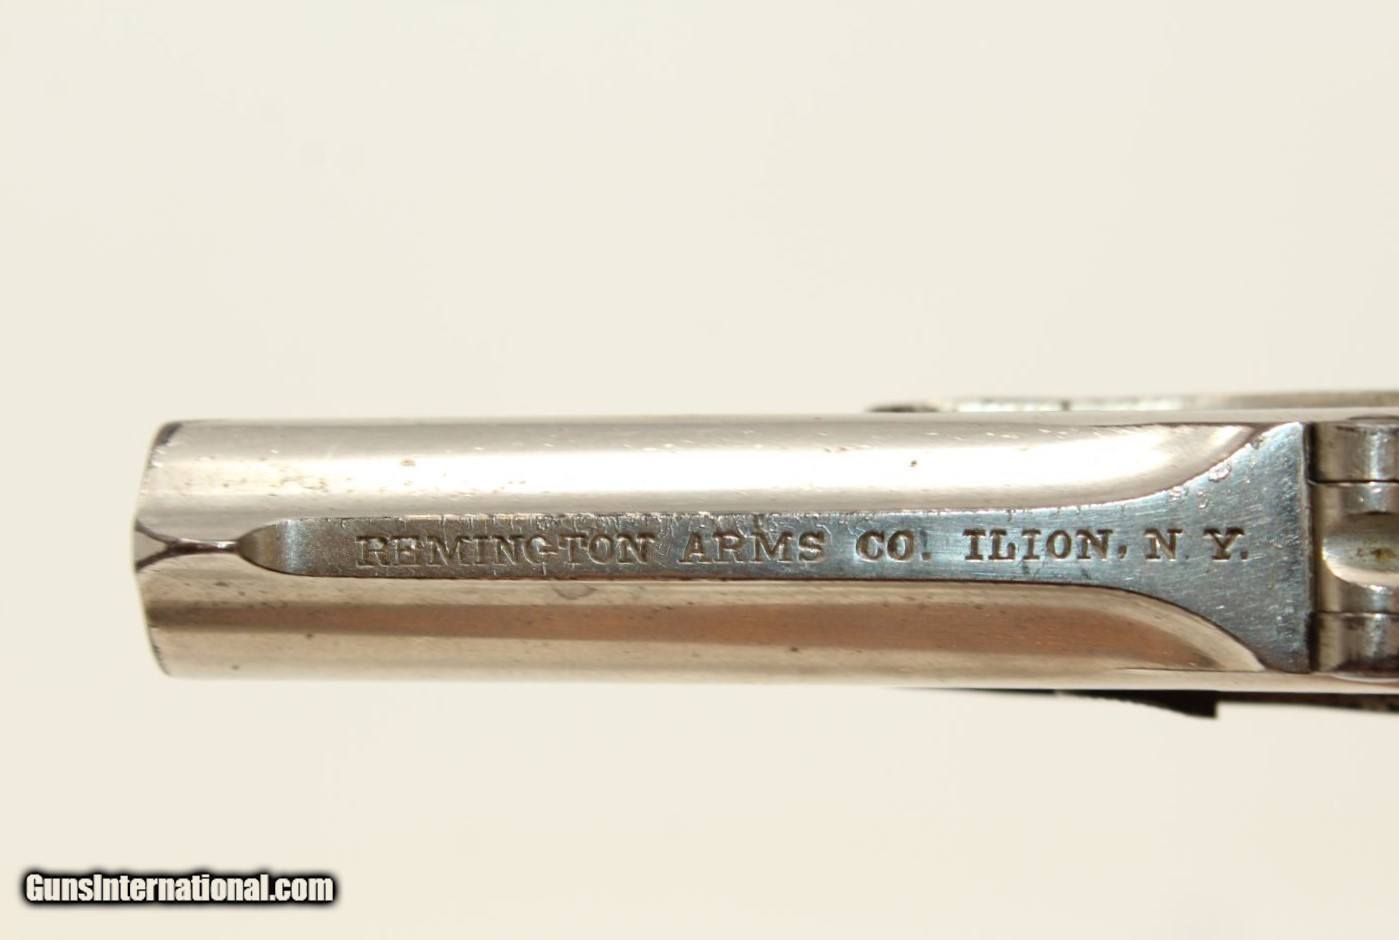 REMINGTON ARMS CO. ILION, N Y.
GunsInternational.com